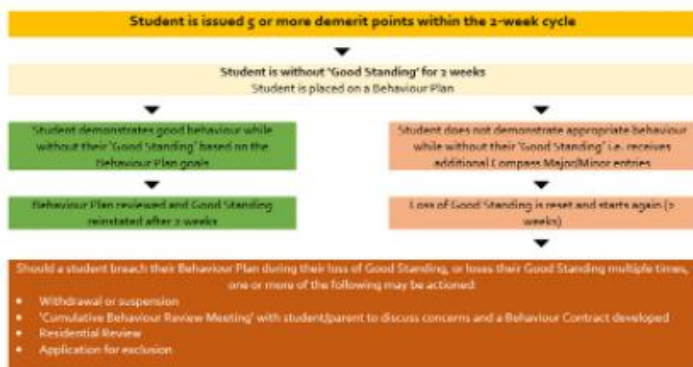 Student is issued 5 or more demerit points within the 2-week cycle
Student is without 'Good Standing' for 2 weeks
Student is placed on a Behaviour Plan
Student demonstrates good behaviour while
without their 'Good Standing' based on the
Behaviour Plan goals
Student does not demonstrate appropriate behaviour
while without their 'Good Standing' i.e. receives
additional Compass Major/Minor entries
Behaviour Plan reviewed and Good Standing
reinstated after 2 weeks
Loss of Good Standing is reset and starts again (2
weeks)
Should a student breach their Behaviour Plan during their loss of Good Standing, or loses their Good Standing multiple times,
one or more of the following may be actioned:
• Withdrawal or suspension
• 'Cumulative Behaviour Review Meeting' with student/parent to discuss concerns and a Behaviour Contract developed
• Residential Review
• Application for exclusion